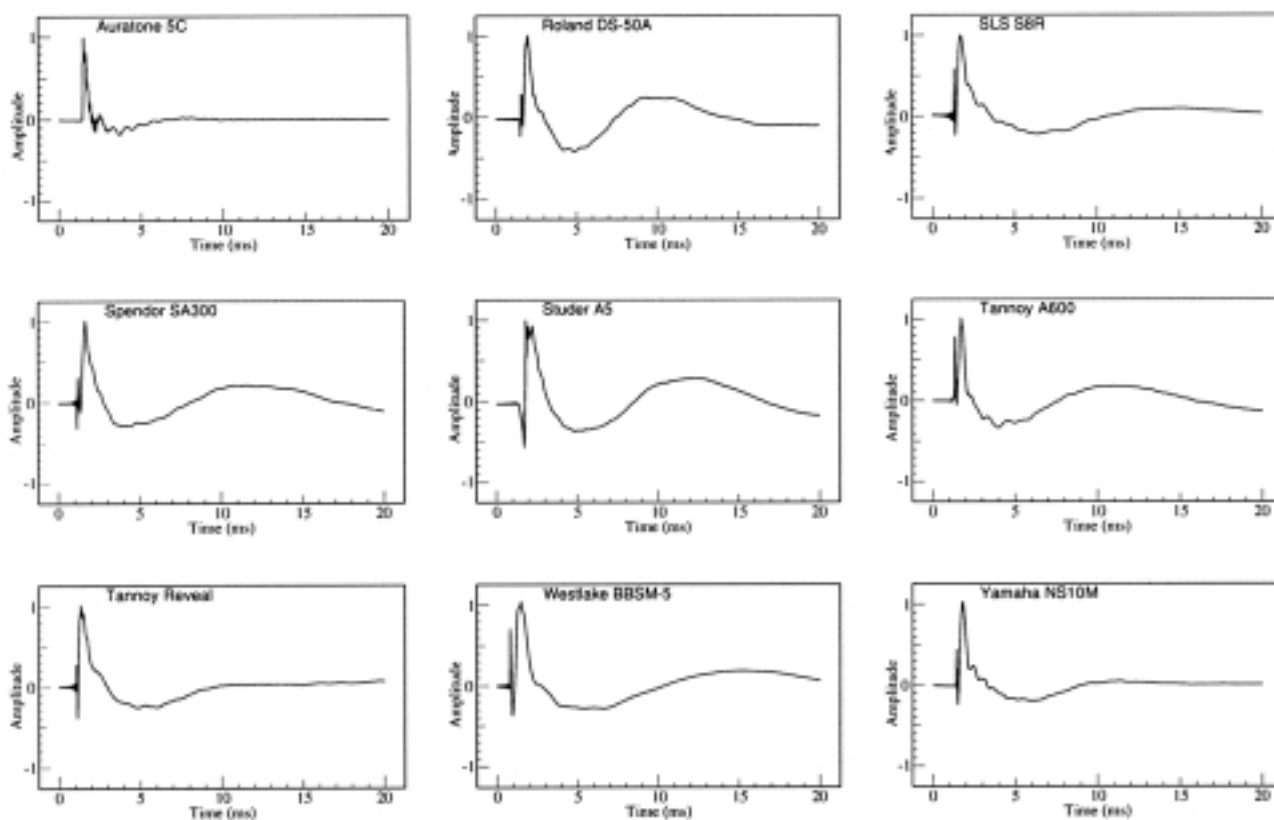 Auratone 5C
Amplitude
1
0
-1
0 5 10 15 20
Time (ms)
Roland DS-50A
Amplitude
1
0
-1
0 5 10 15 20
Time (ms)
SLS S8R
Amplitude
1
0
-1
0 5 10 15 20
Time (ms)
Spendor SA300
Amplitude
1
0
-1
0 5 10 15 20
Time (ms)
Studer A5
Amplitude
1
0
-1
0 5 10 15 20
Time (ms)
Tannoy A600
Amplitude
1
0
-1
0 5 10 15 20
Time (ms)
Tannoy Reveal
Amplitude
1
0
-1
0 5 10 15 20
Time (ms)
Westlake BBSM-5
Amplitude
1
0
-1
0 5 10 15 20
Time (ms)
Yamaha NS10M
Amplitude
1
0
-1
0 5 10 15 20
Time (ms)